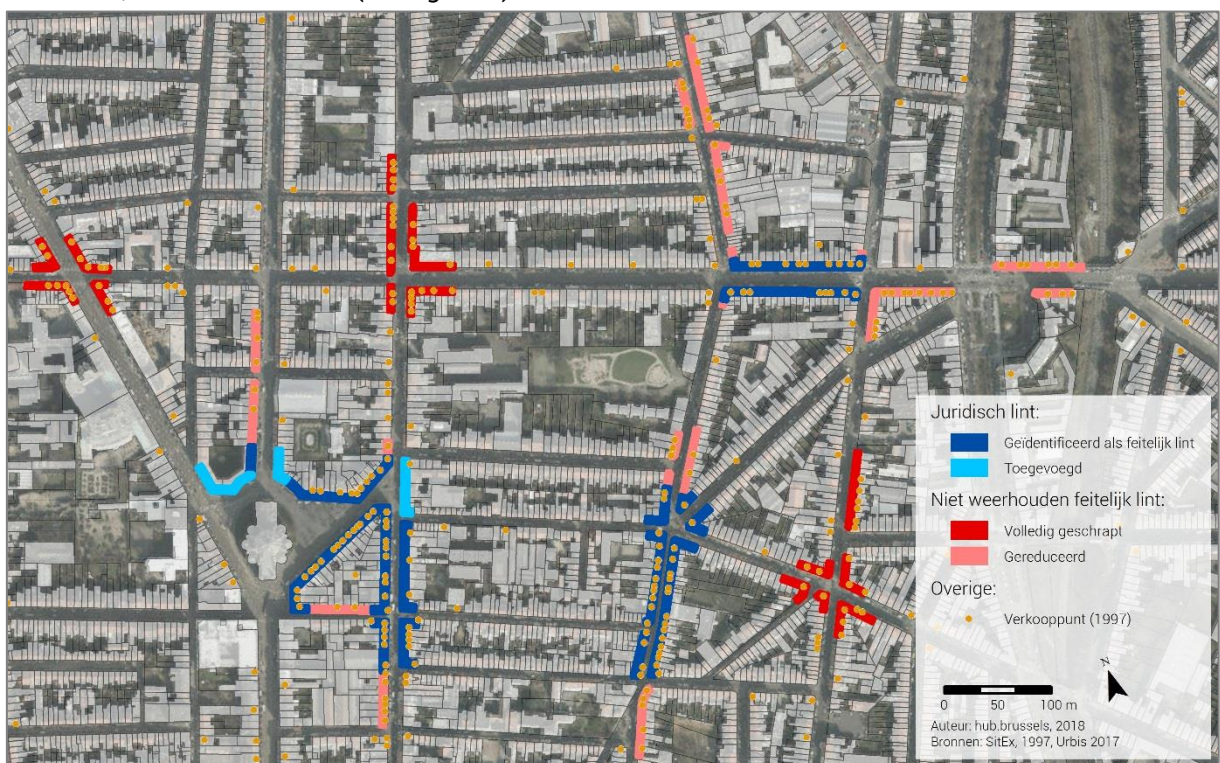 Juridisch lint:
Geïdentificeerd als feitelijk lint
Toegevoegd
Niet weerhouden feitelijk lint:
Volledig geschrapt
Gereduceerd
Overige:
Verkooppunt (1997)
N
0 50 100 m
Auteur: hub.brussels, 2018
Bronnen: SitEx, 1997, Urbis 2017